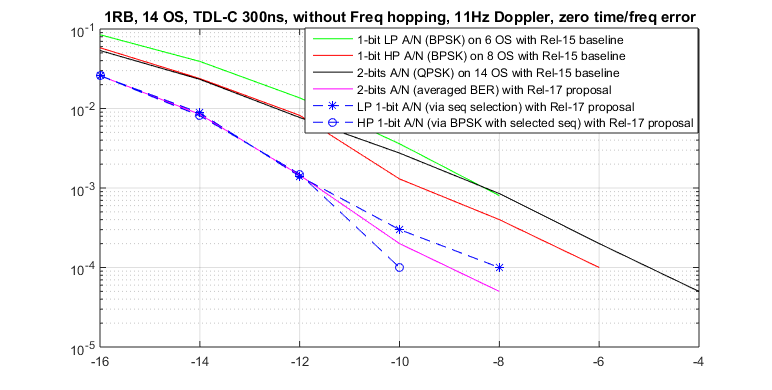 1RB, 14 OS, TDL-C 300ns, without Freq hopping, 11Hz Doppler, zero time/freq error
1-bit LP A/N (BPSK) on 6 OS with Rel-15 baseline
1-bit HP A/N (BPSK) on 8 OS with Rel-15 baseline
2-bits A/N (QPSK) on 14 OS with Rel-15 baseline
2-bits A/N (averaged BER) with Rel-17 proposal
LP 1-bit A/N (via seq selection) with Rel-17 proposal
HP 1-bit A/N (via BPSK with selected seq) with Rel-17 proposal
10^-1
10^-2
10^-3
10^-4
10^-5
-16 -14 -12 -10 -8 -6 -4